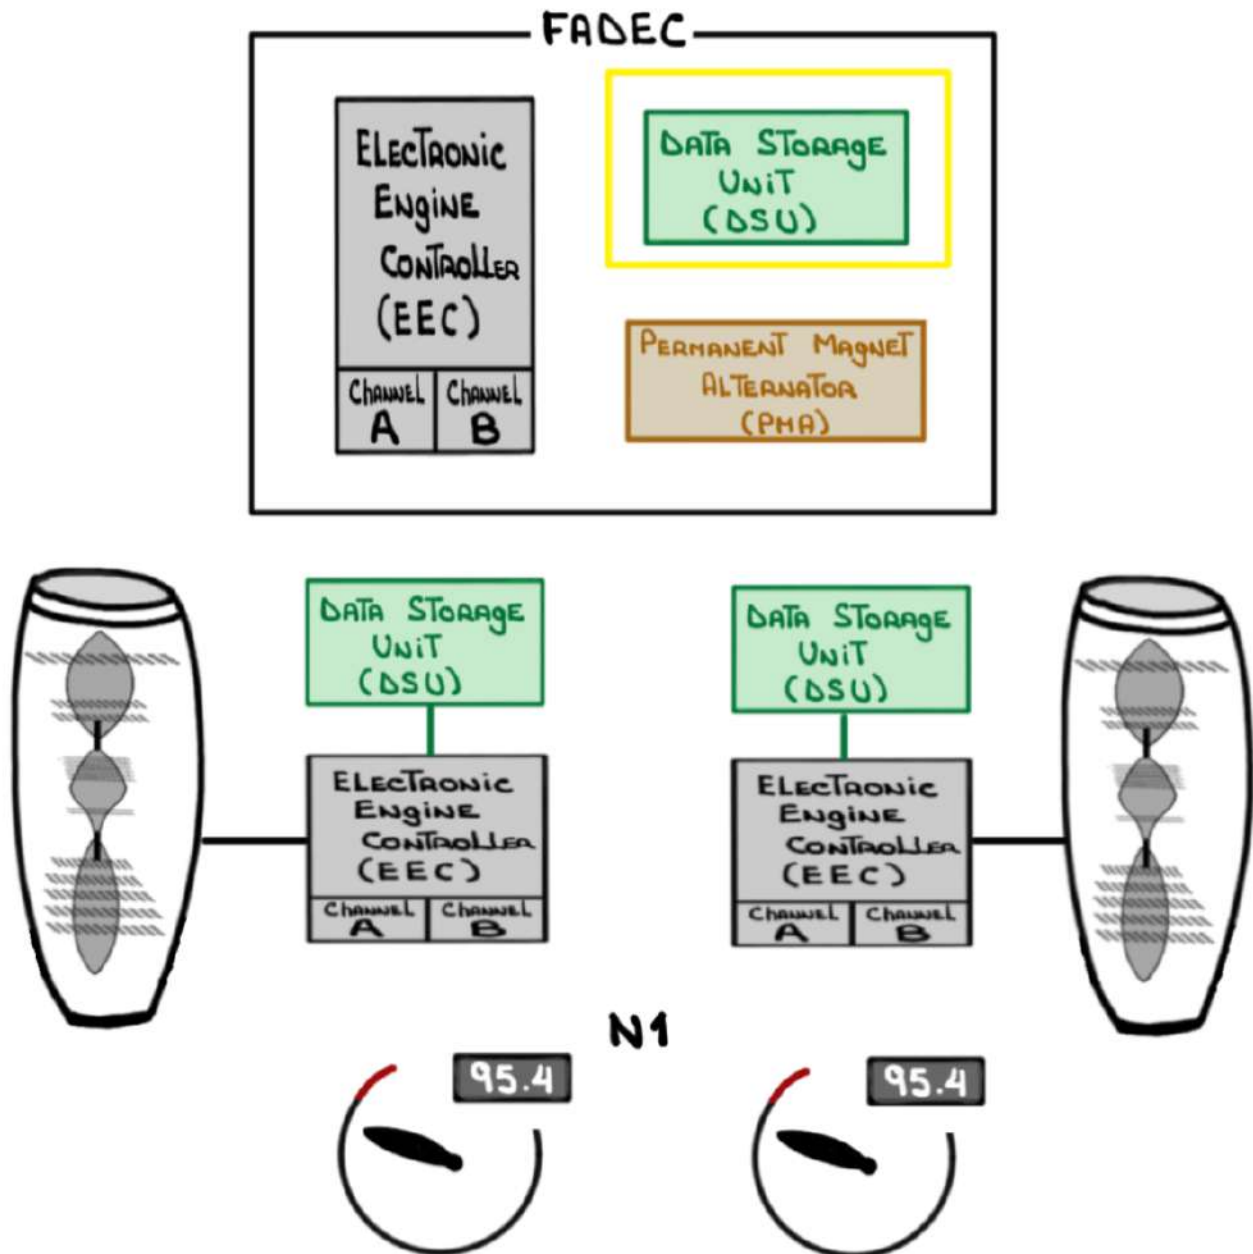 FADEC
ELECTRONIC
ENGINE
CONTROLLER
(EEC)
CHANNEL
A
CHANNEL
B
DATA STORAGE
UNIT
(DSU)
PERMANENT MAGNET
ALTERNATOR
(PMA)
DATA STORAGE
UNIT
(DSU)
ELECTRONIC
ENGINE
CONTROLLER
(EEC)
CHANNEL
A
CHANNEL
B
DATA STORAGE
UNIT
(DSU)
ELECTRONIC
ENGINE
CONTROLLER
(EEC)
CHANNEL
A
CHANNEL
B
N1
95.4
95.4